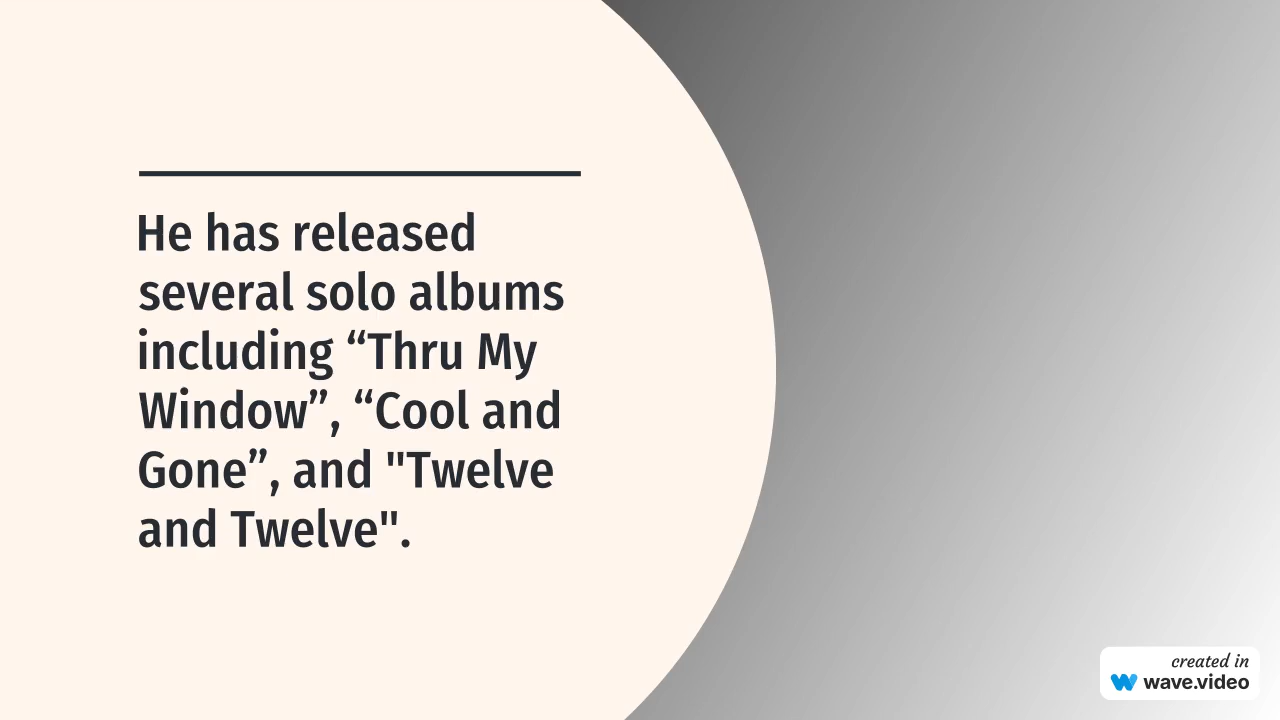 He has released
several solo albums
including “Thru My
Window”, “Cool and
Gone”, and "Twelve
and Twelve".
created in
wave.video